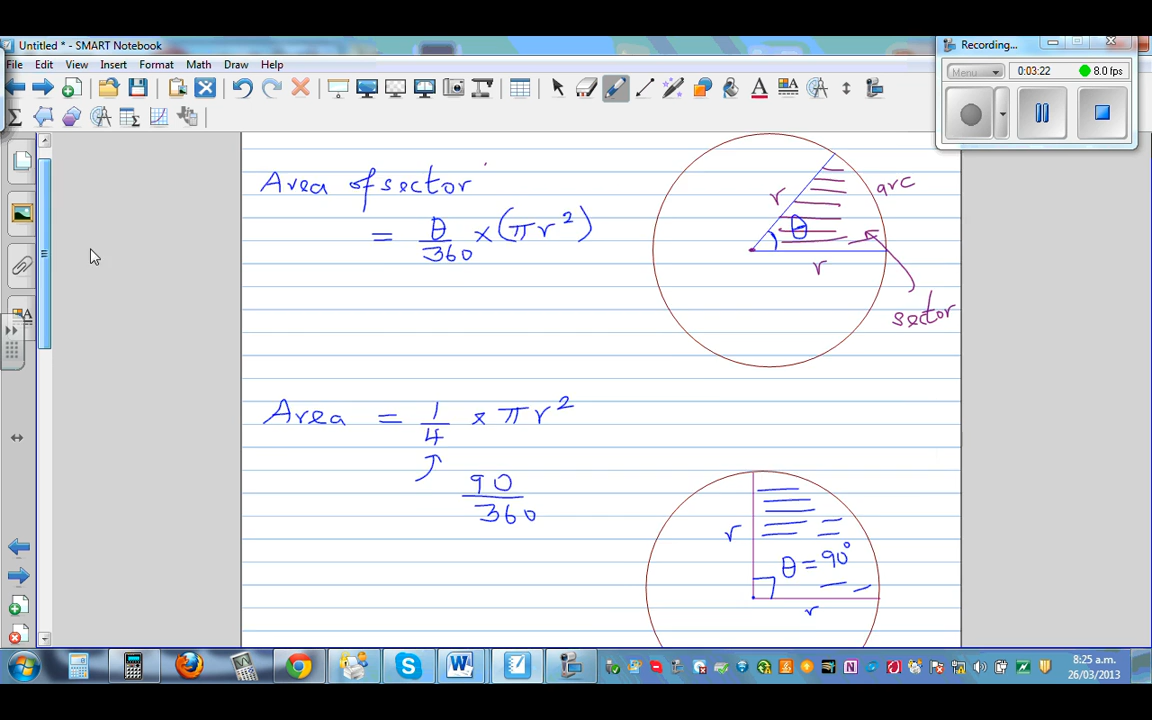 Untitled * - SMART Notebook
File Edit View Insert Format Math Draw Help
Recording...
Menu 0:03:22 8.0 fps
Area of sector
= θ/360 × (πr²)
r
θ
r
arc
sector
Area = 1/4 × πr²
90/360
r
θ = 90°
r
8:25 a.m.
26/03/2013